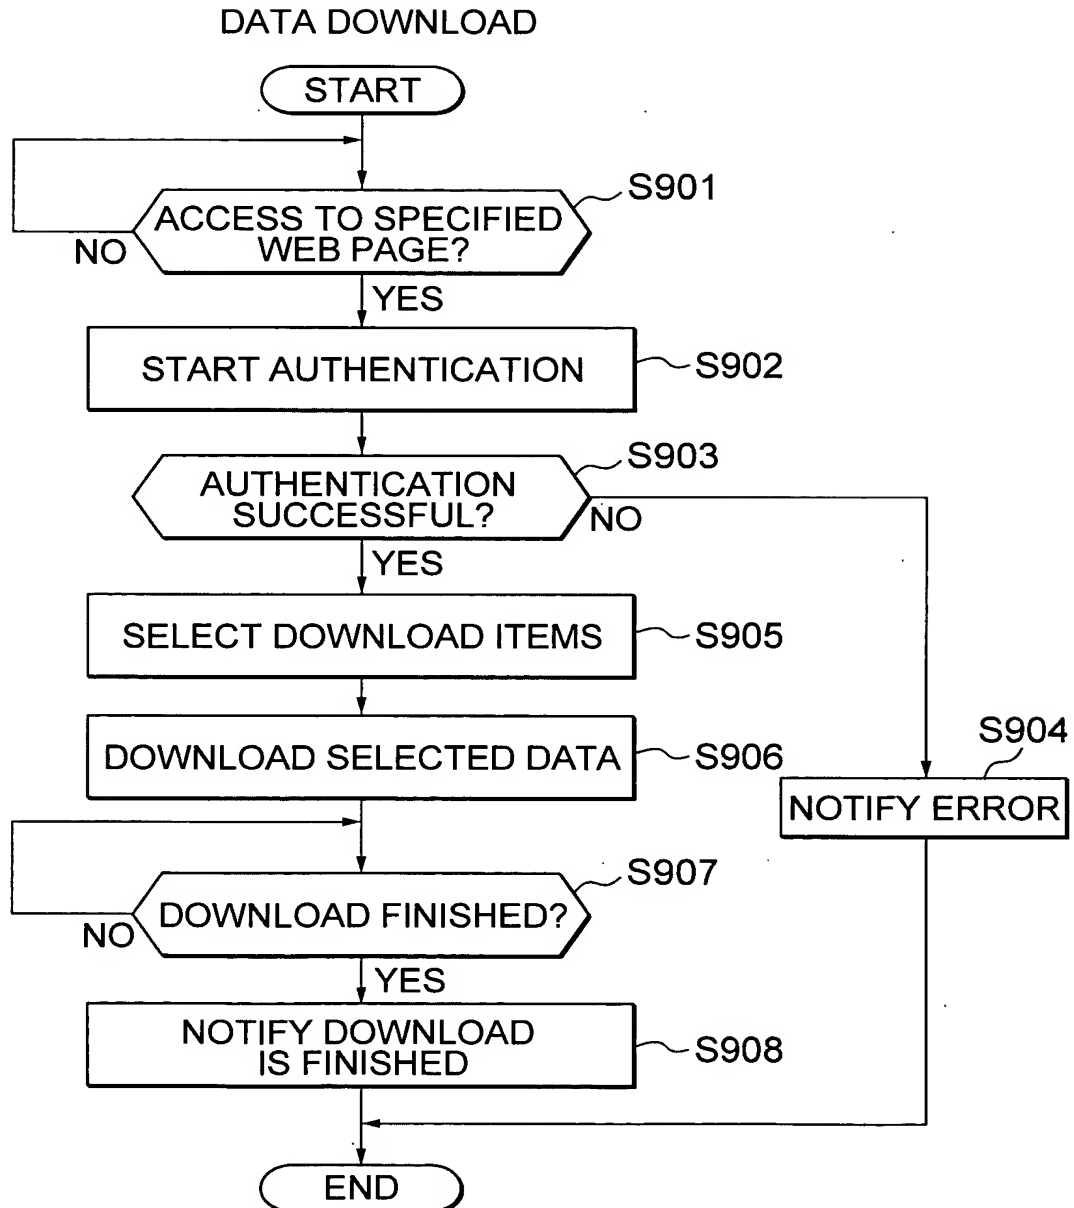 DATA DOWNLOAD
START
S901
ACCESS TO SPECIFIED
WEB PAGE?
NO
YES
START AUTHENTICATION
S902
S903
AUTHENTICATION
SUCCESSFUL?
NO
YES
SELECT DOWNLOAD ITEMS
S905
DOWNLOAD SELECTED DATA
S906
S904
NOTIFY ERROR
S907
DOWNLOAD FINISHED?
NO
YES
NOTIFY DOWNLOAD
IS FINISHED
S908
END